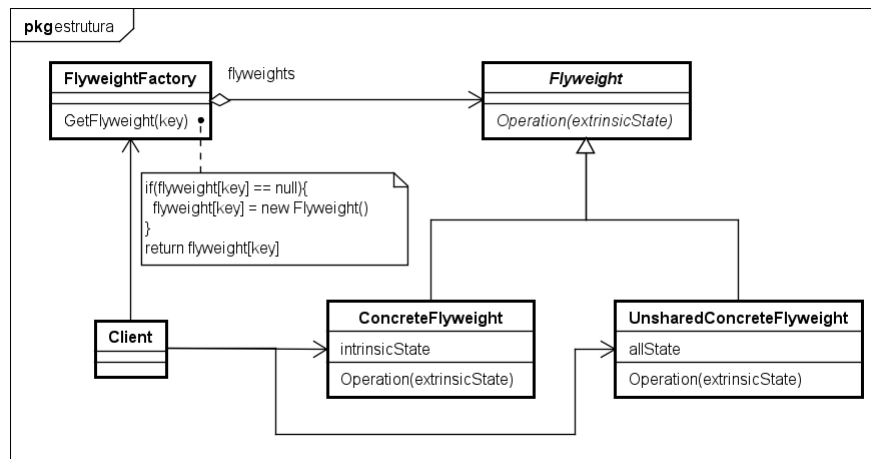 pkg estrutura
FlyweightFactory
GetFlyweight(key)
flyweights
Flyweight
Operation(extrinsicState)
if(flyweight[key] == null){
flyweight[key] = new Flyweight()
}
return flyweight[key]
Client
ConcreteFlyweight
intrinsicState
Operation(extrinsicState)
UnsharedConcreteFlyweight
allState
Operation(extrinsicState)